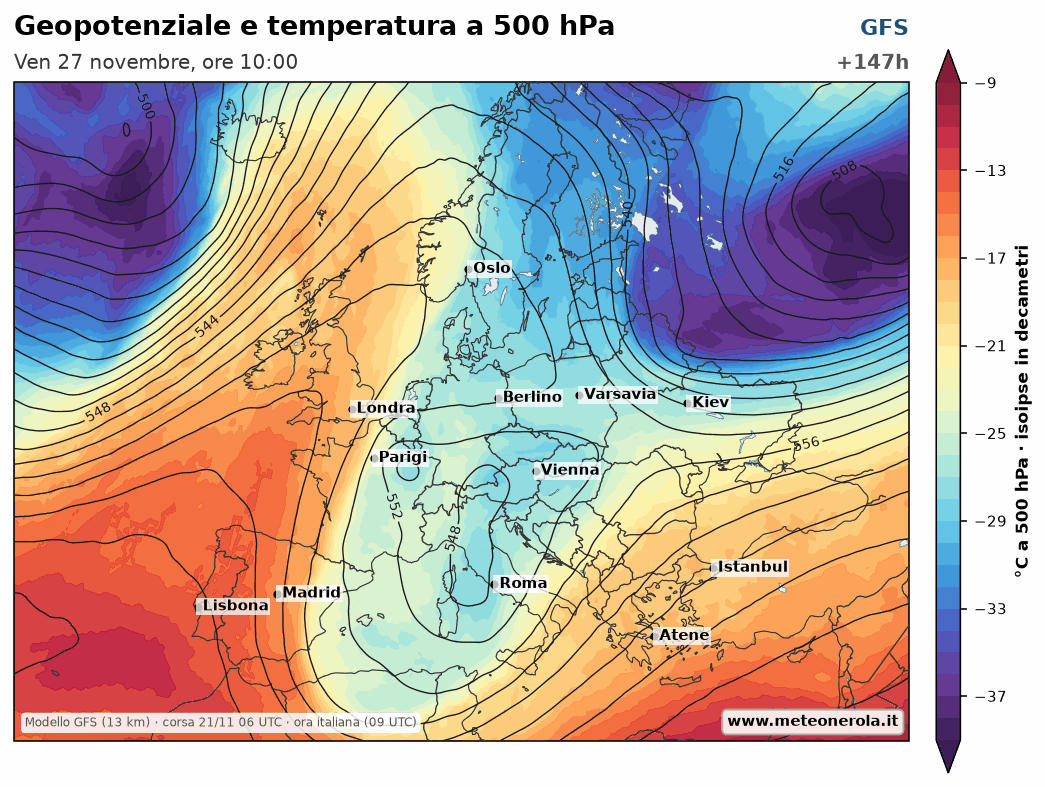 Geopotenziale e temperatura a 500 hPa
GFS
Ven 27 novembre, ore 10:00
+147h
500
516
508
540
Oslo
544
548
Londra
Berlino
Varsavia
Kiev
556
Parigi
Vienna
552
548
Istanbul
Roma
Madrid
Lisbona
Atene
Modello GFS (13 km) · corsa 21/11 06 UTC · ora italiana (09 UTC)
www.meteonerola.it
−9
−13
−17
−21
−25
−29
−33
−37
°C a 500 hPa · isoipse in decametri